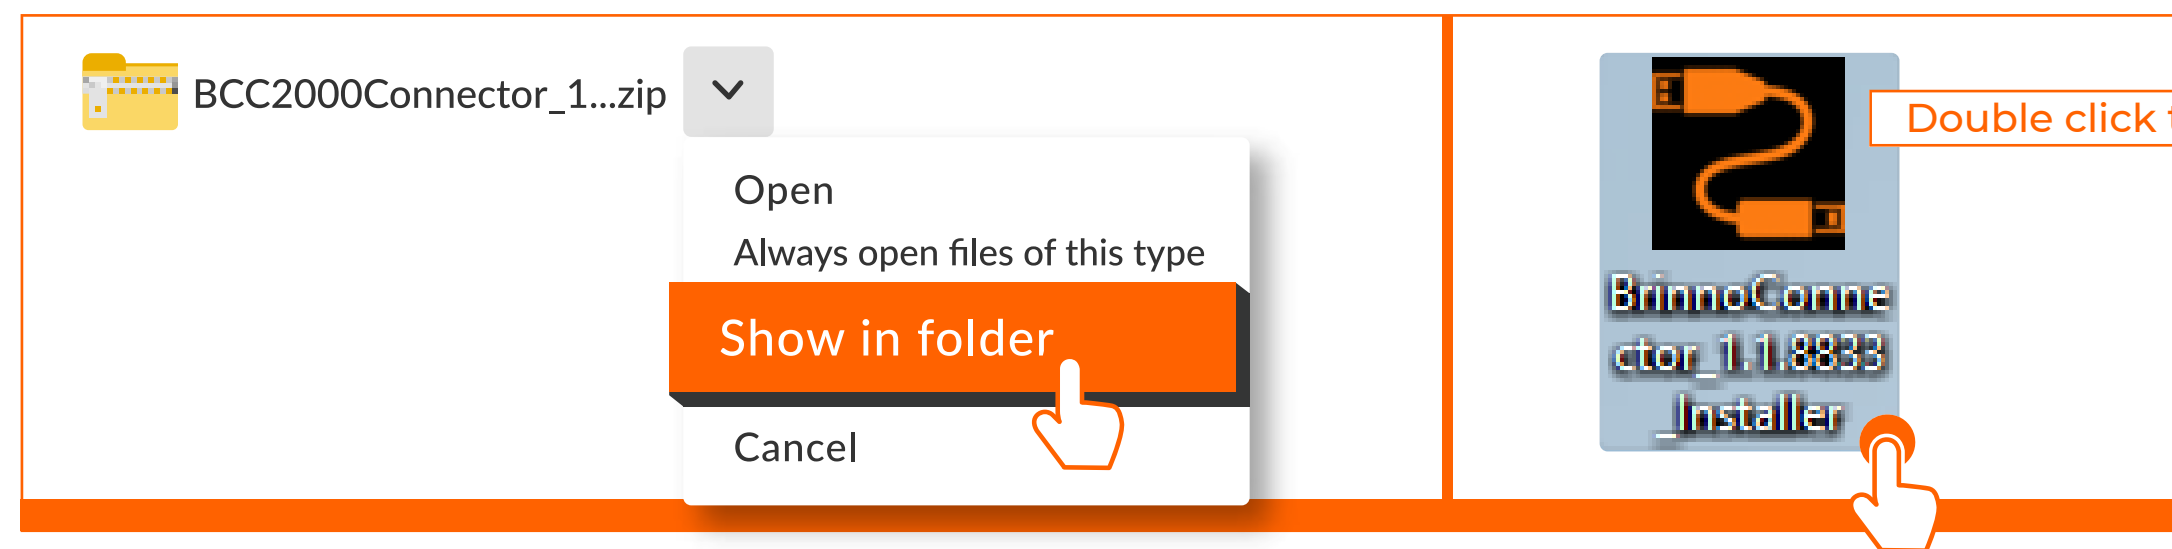 BCC2000Connector_1...zip
Open
Always open files of this type
Show in folder
Cancel
Double click
BrinnoConne
ctor_1.1.8833
_Installer